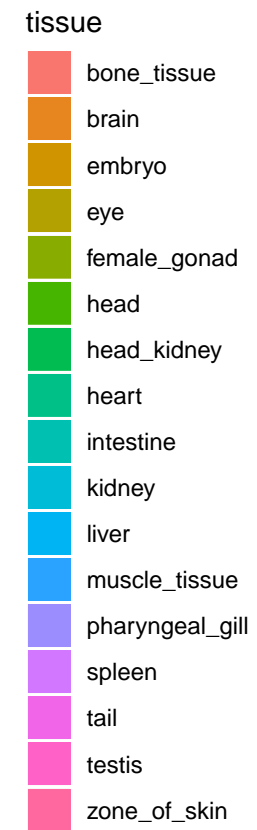 tissue
bone_tissue
brain
embryo
eye
female_gonad
head
head_kidney
heart
intestine
kidney
liver
muscle_tissue
pharyngeal_gill
spleen
tail
testis
zone_of_skin